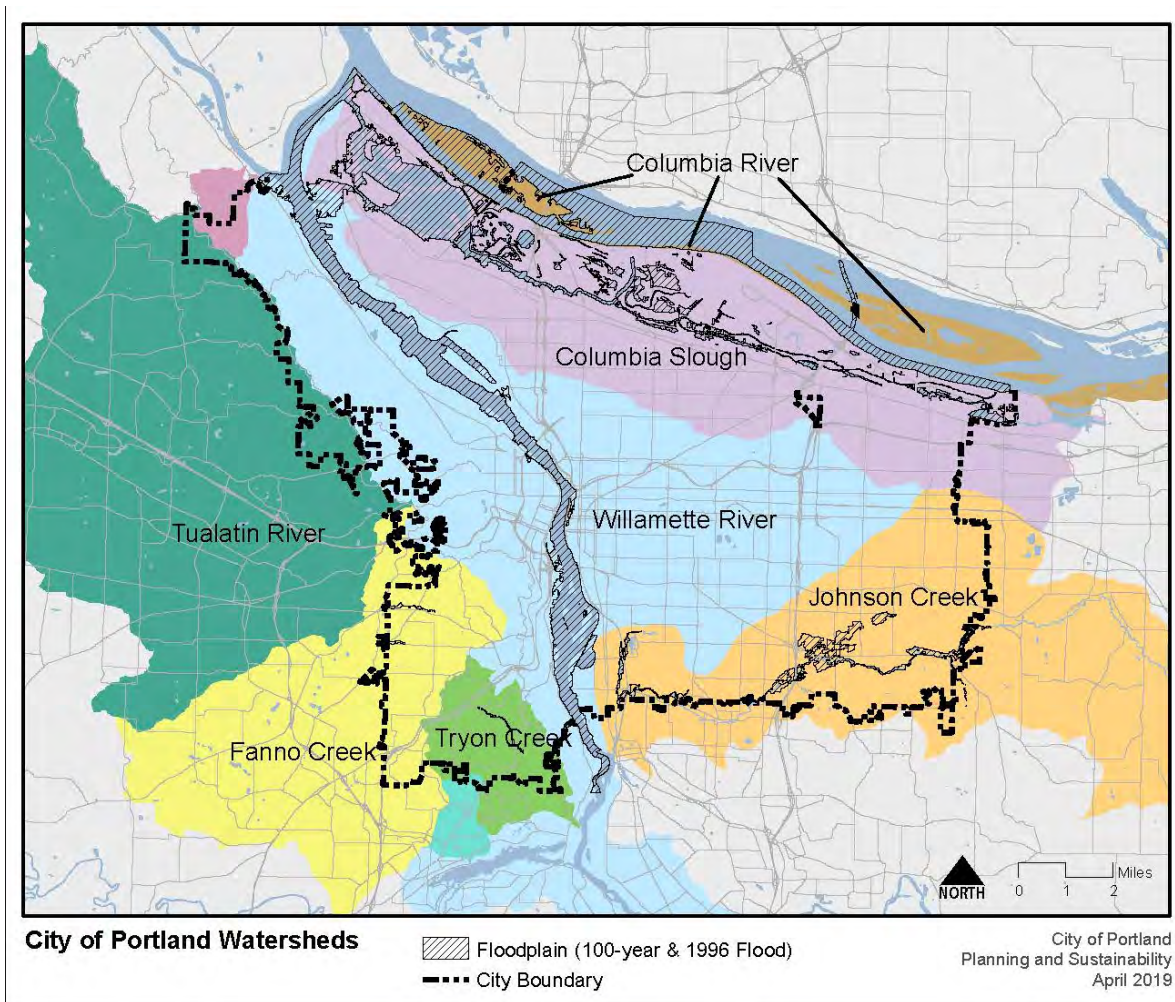 Columbia River
Columbia Slough
Willamette River
Tualatin River
Johnson Creek
Fanno Creek
Tryon Creek
NORTH
0 1 2 Miles
City of Portland Watersheds
Floodplain (100-year & 1996 Flood)
City Boundary
City of Portland
Planning and Sustainability
April 2019